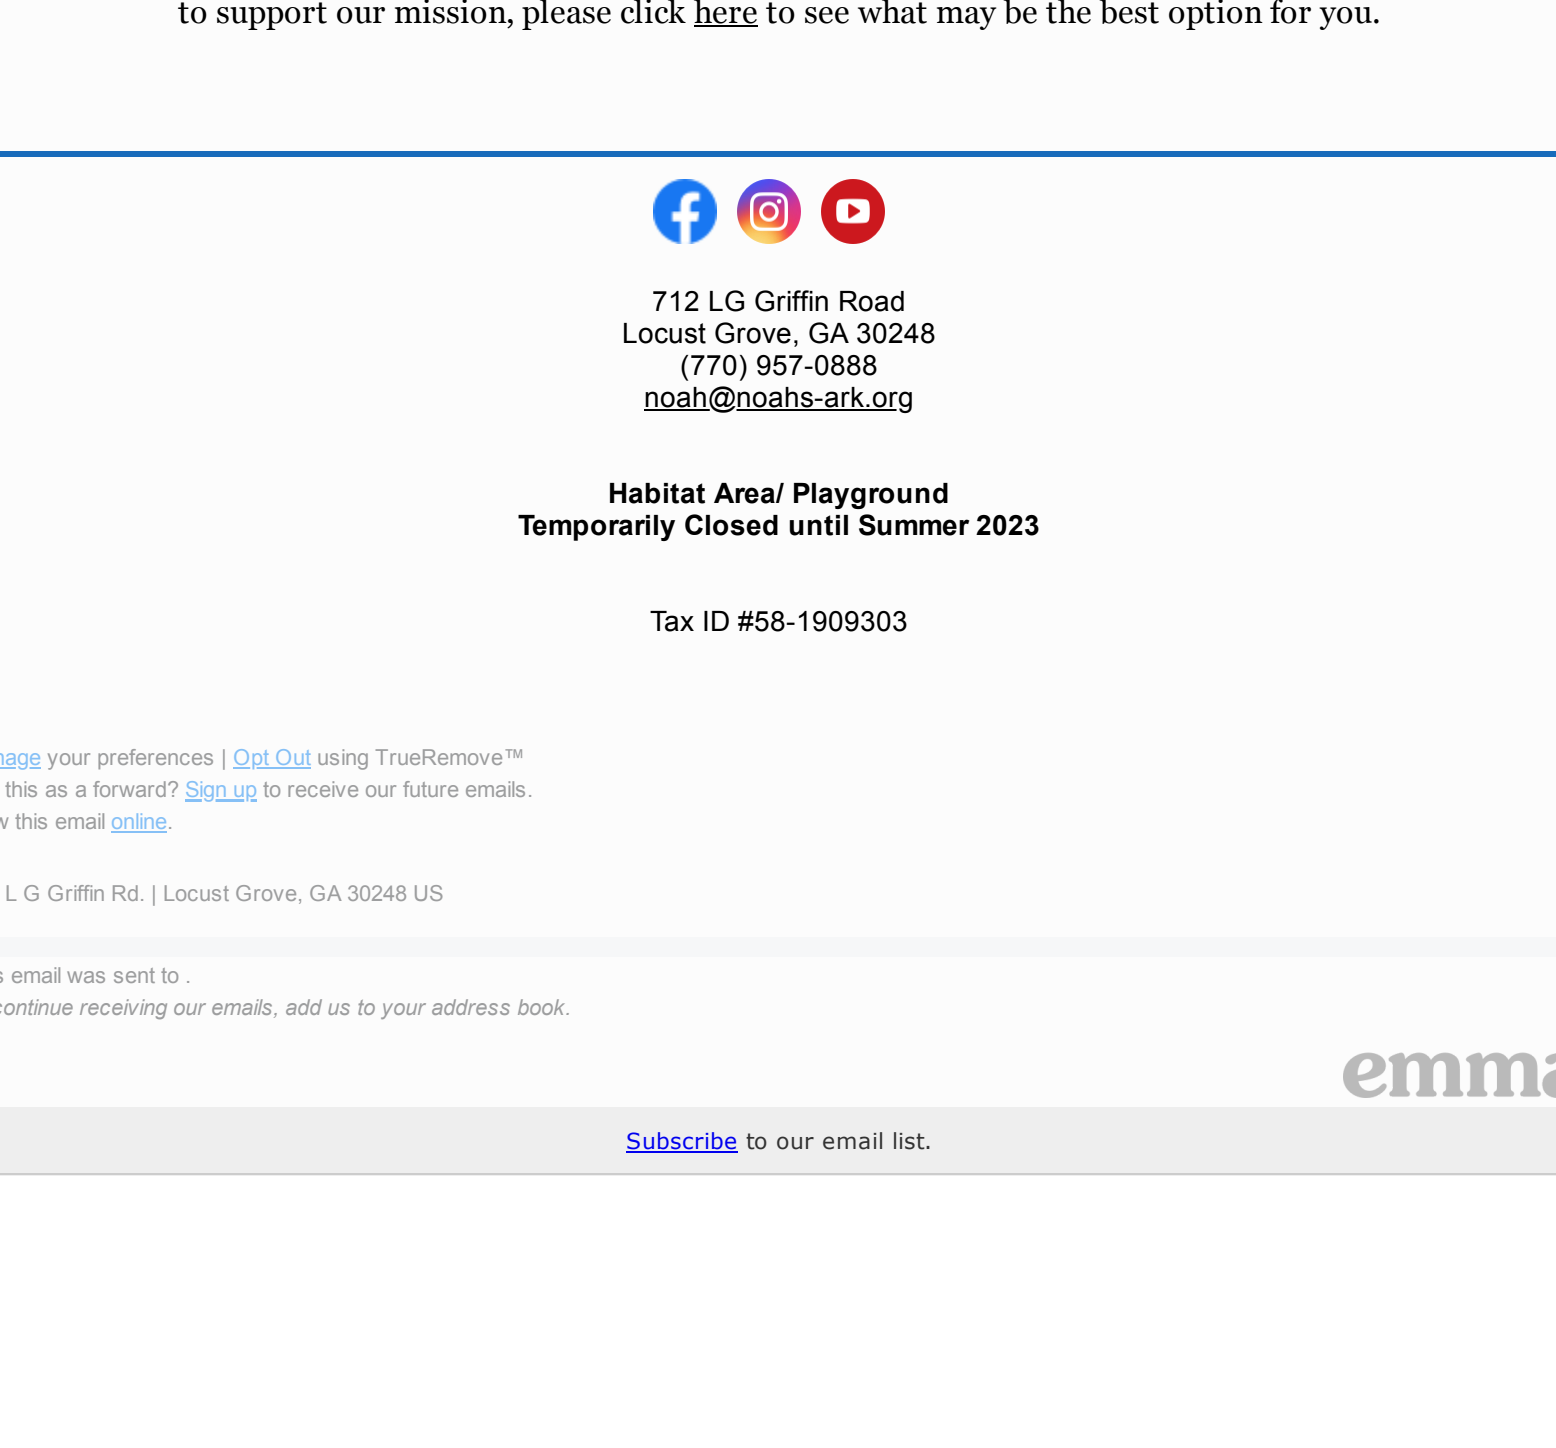 to support our mission, please click here to see what may be the best option for you.
712 LG Griffin Road
Locust Grove, GA 30248
(770) 957-0888
noah@noahs-ark.org
Habitat Area/ Playground
Temporarily Closed until Summer 2023
Tax ID #58-1909303
your preferences | Opt Out using TrueRemove™
this as a forward? Sign up to receive our future emails.
this email online.
L G Griffin Rd. | Locust Grove, GA 30248 US
email was sent to .
continue receiving our emails, add us to your address book.
emma
Subscribe to our email list.